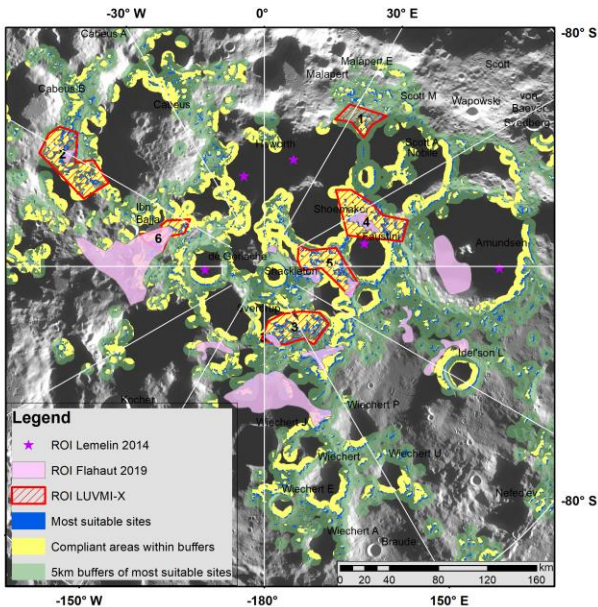 -30° W 0° 30° E
-80° S
Cabeus A
Malapert E
Malapert
Scott
Cabeus B
Cabeus
Scott M
Wapowski
von
Baeyer
Svedberg
1
Haworth
2
Nobile
Ibn
Bajja
Shoemaker
4
Faustini
6
Amundsen
de Gerlache
5
Shackleton
3
Idel'son L
Kocher
Wiechert P
Wiechert J
Wiechert
Wiechert U
Wiechert E
Nefed'ev
Wiechert A
Braude
-80° S
Legend
ROI Lemelin 2014
ROI Flahaut 2019
ROI LUVMI-X
Most suitable sites
Compliant areas within buffers
5km buffers of most suitable sites
km
0 20 40 80 120 160
-150° W -180° 150° E